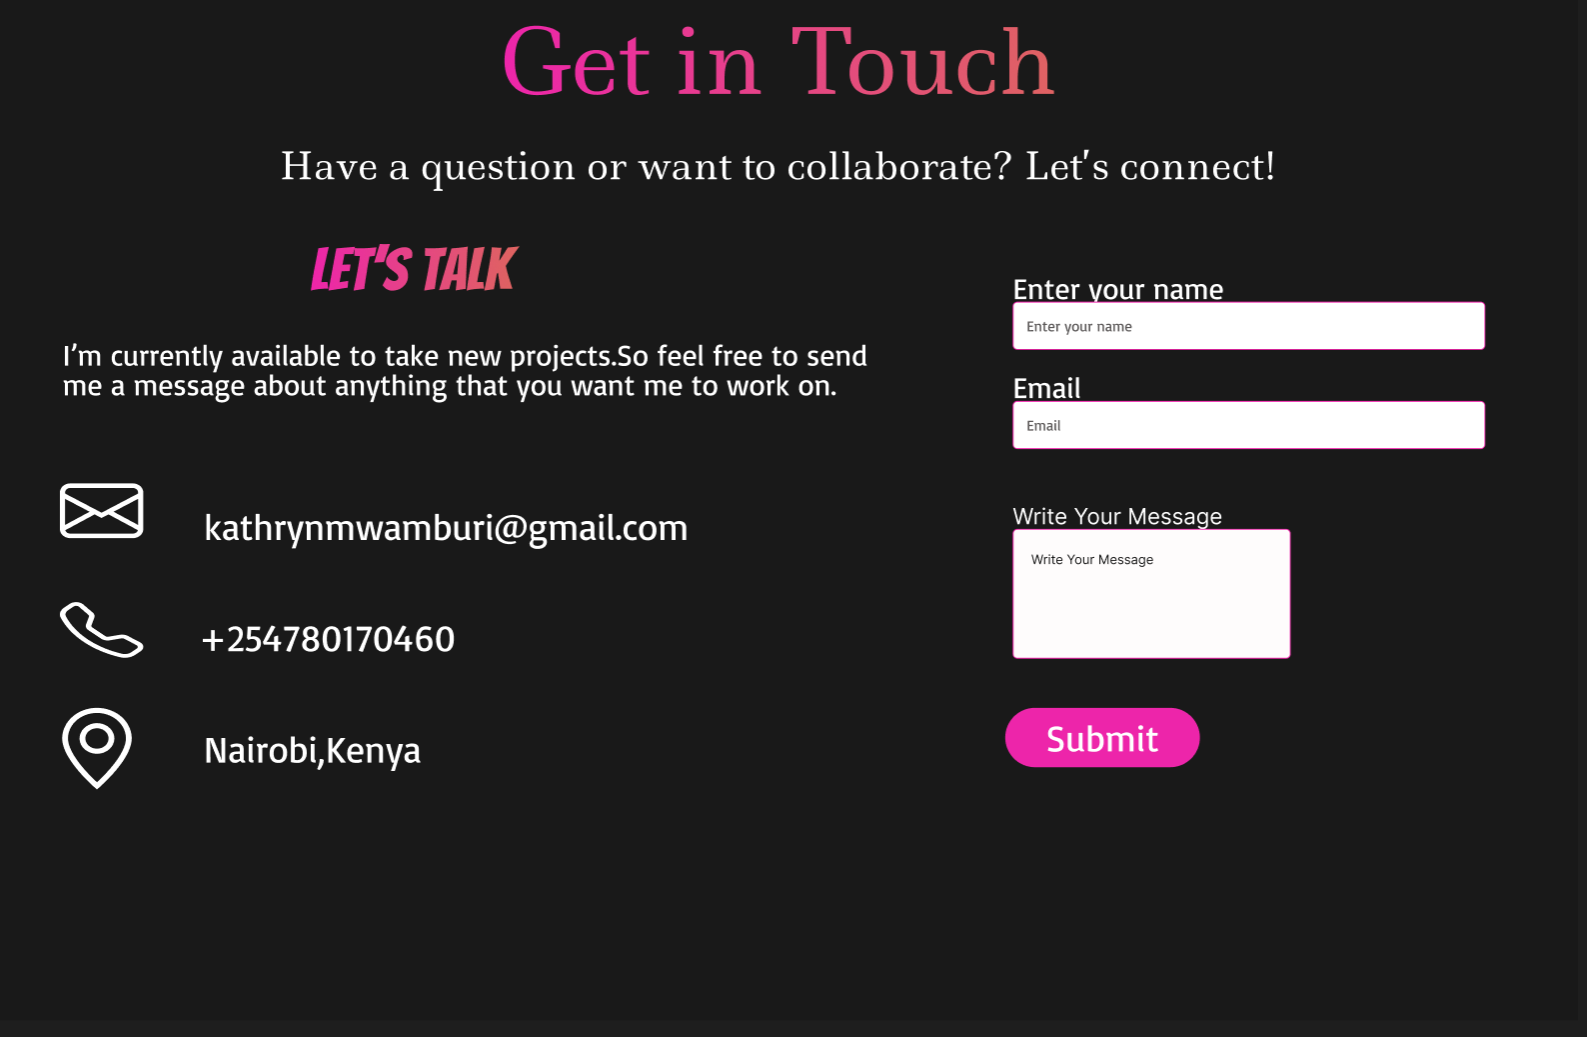 Get in Touch
Have a question or want to collaborate? Let's connect!
LET'S TALK
I'm currently available to take new projects.So feel free to send
me a message about anything that you want me to work on.
kathrynmwamburi@gmail.com
+254780170460
Nairobi,Kenya
Enter your name
Enter your name
Email
Email
Write Your Message
Write Your Message
Submit